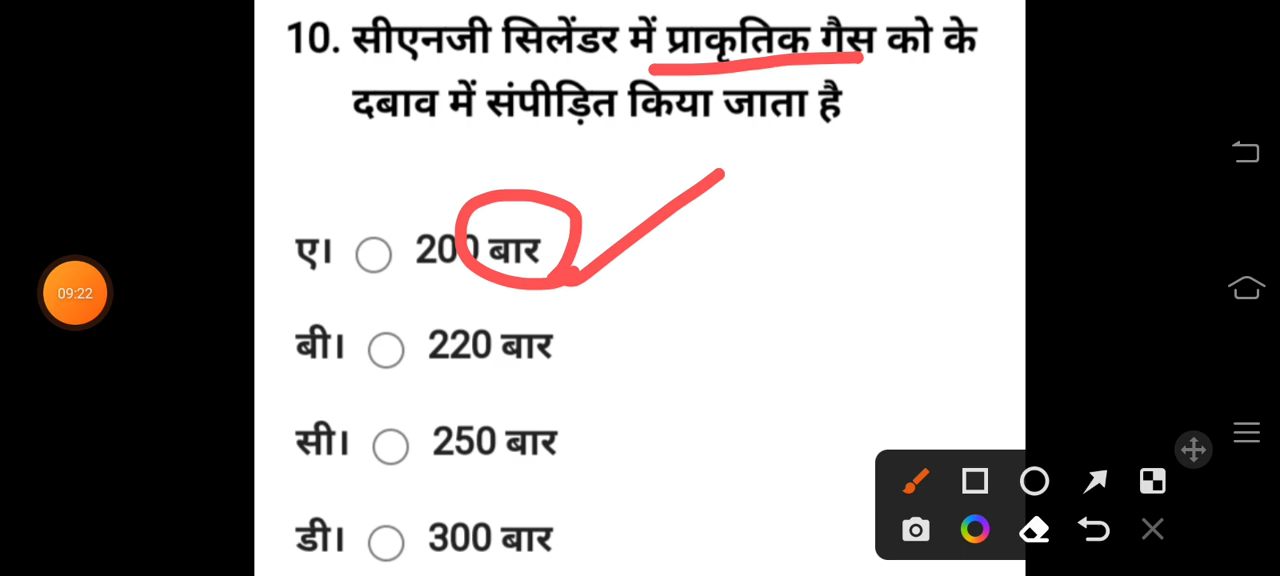 10. सीएनजी सिलेंडर में प्राकृतिक गैस को के
दबाव में संपीड़ित किया जाता है
ए। 200 बार
बी। 220 बार
सी। 250 बार
डी। 300 बार
09:22